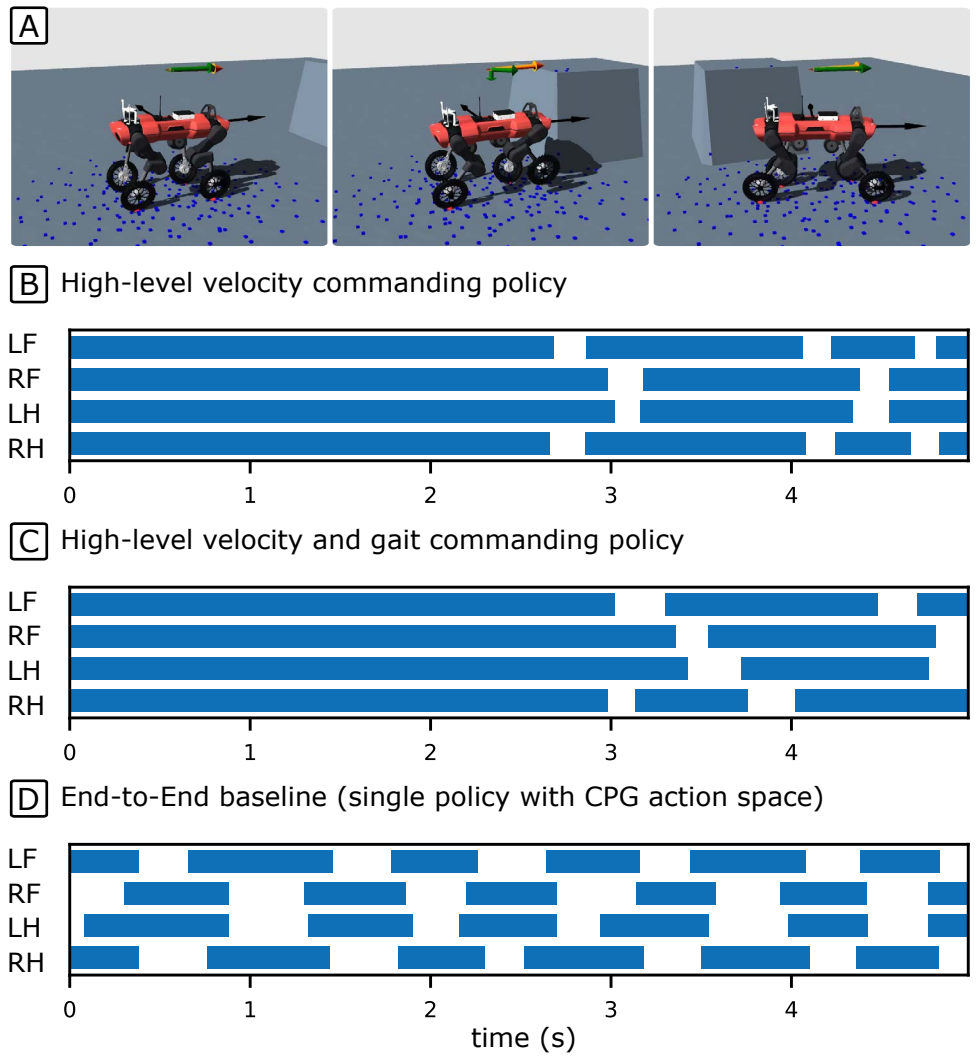 A
B High-level velocity commanding policy
LF
RF
LH
RH
0 1 2 3 4
C High-level velocity and gait commanding policy
LF
RF
LH
RH
0 1 2 3 4
D End-to-End baseline (single policy with CPG action space)
LF
RF
LH
RH
0 1 2 3 4
time (s)